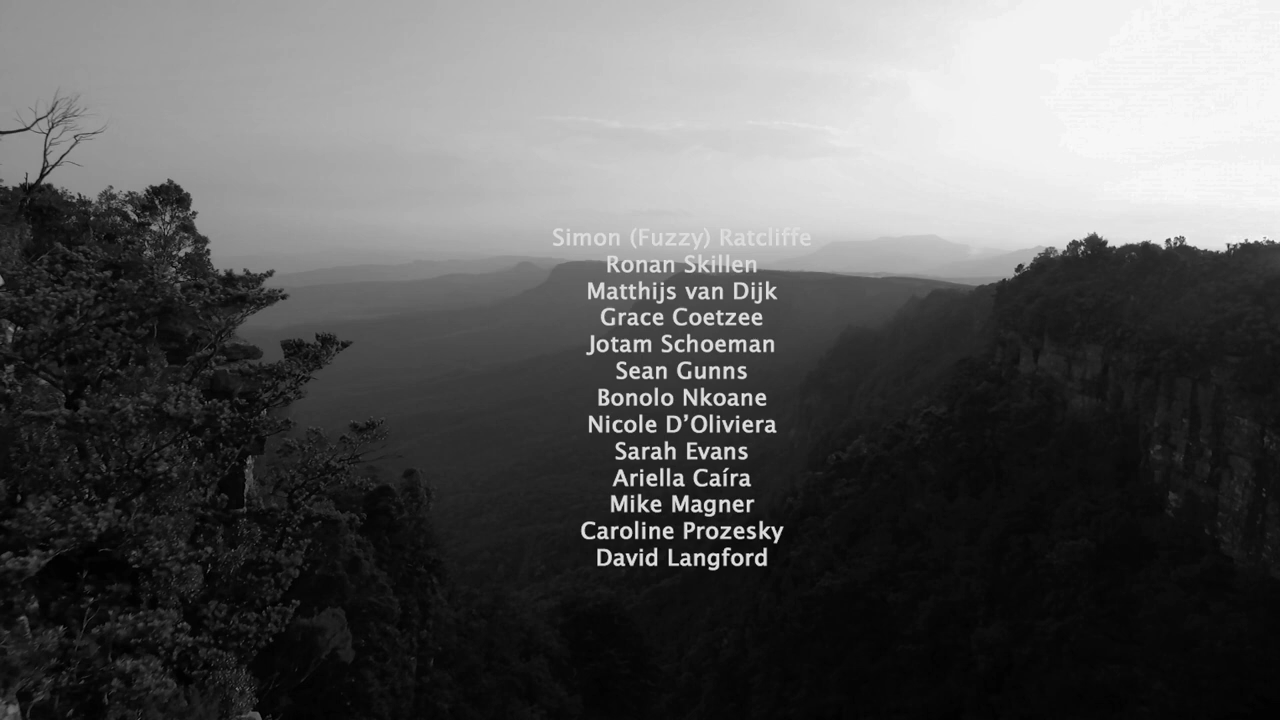 Simon (Fuzzy) Ratcliffe
Ronan Skillen
Matthijs van Dijk
Grace Coetzee
Jotam Schoeman
Sean Gunns
Bonolo Nkoane
Nicole D’Oliviera
Sarah Evans
Ariella Caíra
Mike Magner
Caroline Prozesky
David Langford